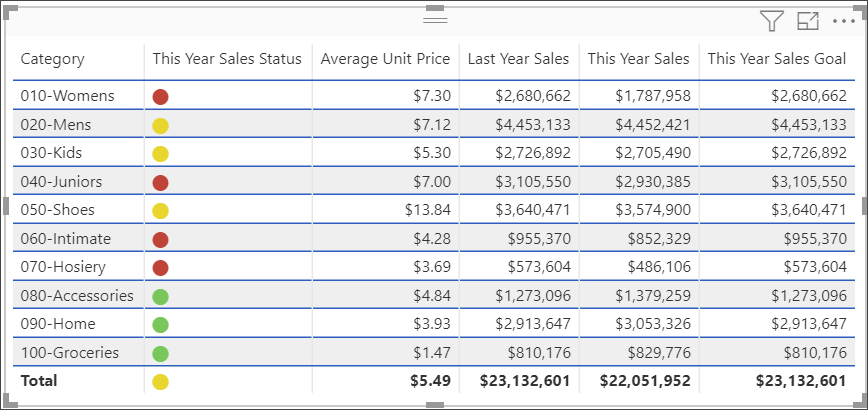 Category This Year Sales Status Average Unit Price Last Year Sales This Year Sales This Year Sales Goal
010-Womens $7.30 $2,680,662 $1,787,958 $2,680,662
020-Mens $7.12 $4,453,133 $4,452,421 $4,453,133
030-Kids $5.30 $2,726,892 $2,705,490 $2,726,892
040-Juniors $7.00 $3,105,550 $2,930,385 $3,105,550
050-Shoes $13.84 $3,640,471 $3,574,900 $3,640,471
060-Intimate $4.28 $955,370 $852,329 $955,370
070-Hosiery $3.69 $573,604 $486,106 $573,604
080-Accessories $4.84 $1,273,096 $1,379,259 $1,273,096
090-Home $3.93 $2,913,647 $3,053,326 $2,913,647
100-Groceries $1.47 $810,176 $829,776 $810,176
Total $5.49 $23,132,601 $22,051,952 $23,132,601